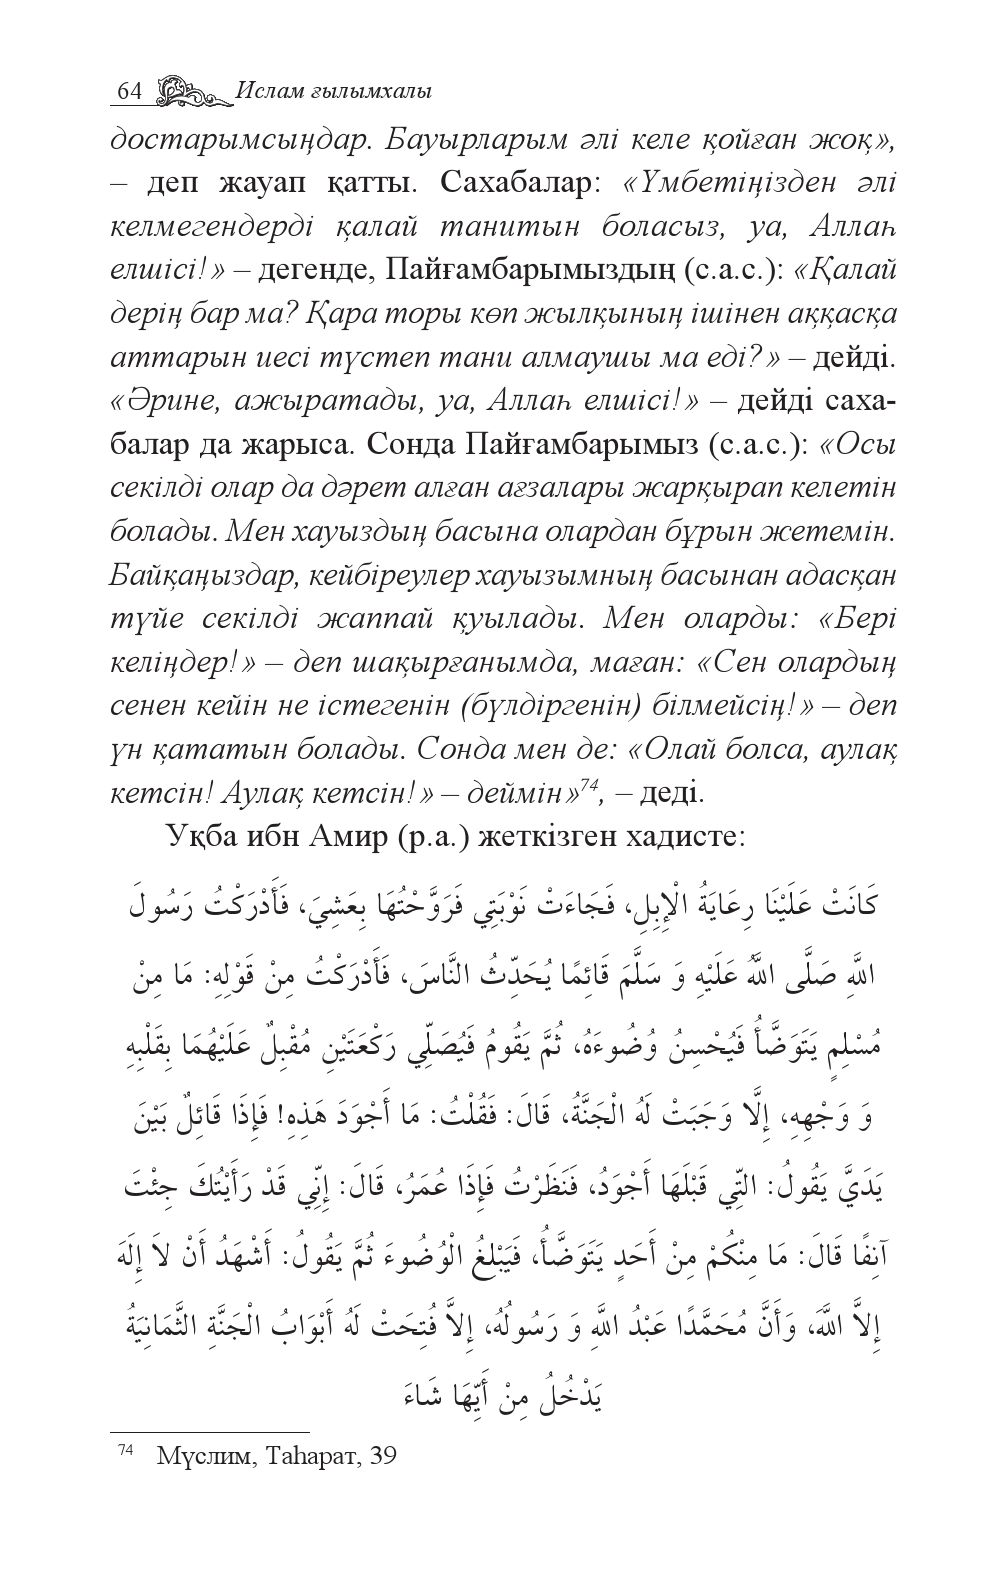 64 Ислам ғылымхалы
достарымсыңдар. Бауырларым әлі келе қойған жоқ»,
– деп жауап қатты. Сахабалар: «Үмбетіңізден әлі
келмегендерді қалай танитын боласыз, уа, Аллаһ
елшісі!» – дегенде, Пайғамбарымыздың (с.а.с.): «Қалай
дерің бар ма? Қара торы көп жылқының ішінен аққасқа
аттарын иесі түстеп тани алмаушы ма еді?» – дейді.
«Әрине, ажыратады, уа, Аллаһ елшісі!» – дейді саха-
балар да жарыса. Сонда Пайғамбарымыз (с.а.с.): «Осы
секілді олар да дәрет алған ағзалары жарқырап келетін
болады. Мен хауыздың басына олардан бұрын жетемін.
Байқаңыздар, кейбіреулер хауызымның басынан адасқан
түйе секілді жаппай қуылады. Мен оларды: «Бері
келіңдер!» – деп шақырғанымда, маған: «Сен олардың
сенен кейін не істегенін (бүлдіргенін) білмейсің!» – деп
үн қататын болады. Сонда мен де: «Олай болса, аулақ
кетсін! Аулақ кетсін!» – деймін»74, – деді.
Уқба ибн Амир (р.а.) жеткізген хадисте:
كَانَتْ عَلَيْنَا رِعَايَةُ الْإِبِلِ، فَجَاءَتْ نَوْبَتِي فَرَوَّحْتُهَا بِعَشِيَ، فَأَدْرَكْتُ رَسُولَ
اللَّهِ صَلَّى اللَّهُ عَلَيْهِ وَ سَلَّمَ قَائِمًا يُحَدِّثُ النَّاسَ، فَأَدْرَكْتُ مِنْ قَوْلِهِ: مَا مِنْ
مُسْلِمٍ يَتَوَضَّأُ فَيُحْسِنُ وُضُوءَهُ، ثُمَّ يَقُومُ فَيُصَلِّي رَكْعَتَيْنِ مُقْبِلٌ عَلَيْهُمَا بِقَلْبِهِ
وَ وَجْهِهِ، إِلَّا وَجَبَتْ لَهُ الْجَنَّةُ، قَالَ: فَقُلْتُ: مَا أَجْوَدَ هَذِهِ! فَإِذَا قَائِلٌ بَيْنَ
يَدَيَّ يَقُولُ: التِّي قَبْلَهَا أَجْوَدُ، فَنَظَرْتُ فَإِذَا عُمَرُ، قَالَ: إِنِّي قَدْ رَأَيْتُكَ جِئْتَ
آنِفًا قَالَ: مَا مِنْكُمْ مِنْ أَحَدٍ يَتَوَضَّأُ، فَيَبْلِغُ الْوُضُوءَ ثُمَّ يَقُولُ: أَشْهَدُ أَنْ لاَ إِلَهَ
إِلاَّ اللَّهَ، وَأَنَّ مُحَمَّدًا عَبْدُ اللَّهِ وَ رَسُولُهُ، إِلاَّ فُتِحَتْ لَهُ أَبْوَابُ الْجَنَّةِ الثَّمَانِيَةُ
يَدْخُلُ مِنْ أَيِّهَا شَاءَ
74 Мүслим, Таһарат, 39